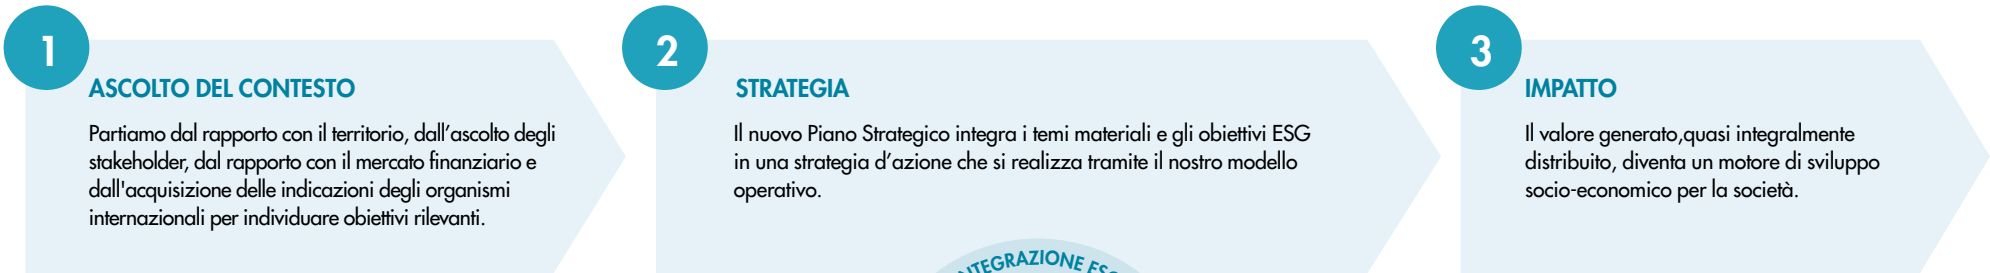 1
ASCOLTO DEL CONTESTO
Partiamo dal rapporto con il territorio, dall’ascolto degli
stakeholder, dal rapporto con il mercato finanziario e
dall'acquisizione delle indicazioni degli organismi
internazionali per individuare obiettivi rilevanti.
2
STRATEGIA
Il nuovo Piano Strategico integra i temi materiali e gli obiettivi ESG
in una strategia d’azione che si realizza tramite il nostro modello
operativo.
3
IMPATTO
Il valore generato,quasi integralmente
distribuito, diventa un motore di sviluppo
socio-economico per la società.